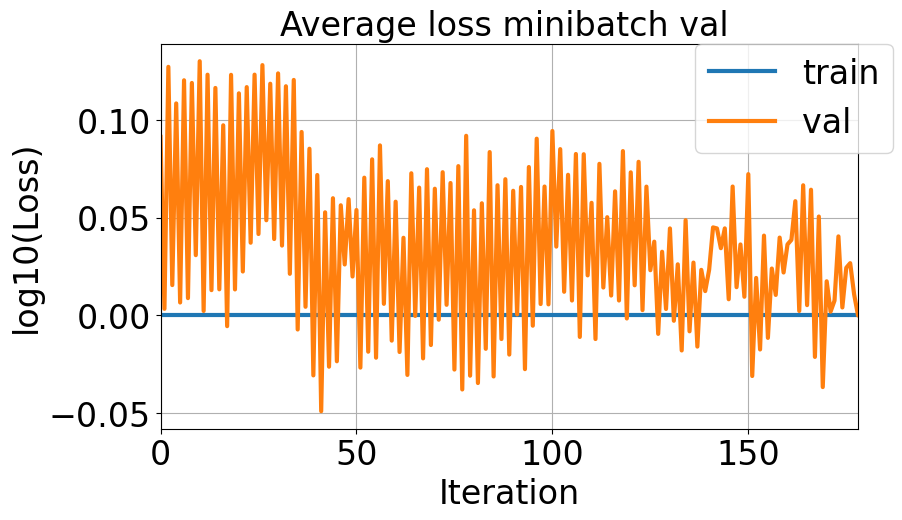 Average loss minibatch val
train
val
0.10
0.05
0.00
−0.05
log10(Loss)
0 50 100 150
Iteration